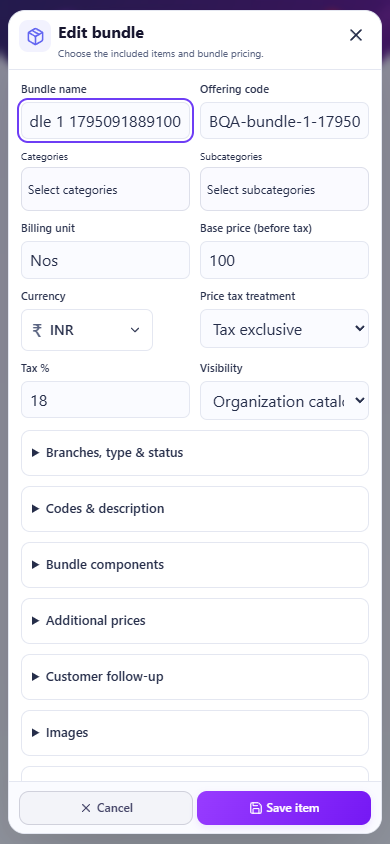 Edit bundle
Choose the included items and bundle pricing.
Bundle name
Offering code
dle 1 1795091889100
BQA-bundle-1-17950
Categories
Subcategories
Select categories
Select subcategories
Billing unit
Base price (before tax)
Nos
100
Currency
Price tax treatment
₹ INR
Tax exclusive
Tax %
Visibility
18
Organization catal
Branches, type & status
Codes & description
Bundle components
Additional prices
Customer follow-up
Images
Cancel
Save item